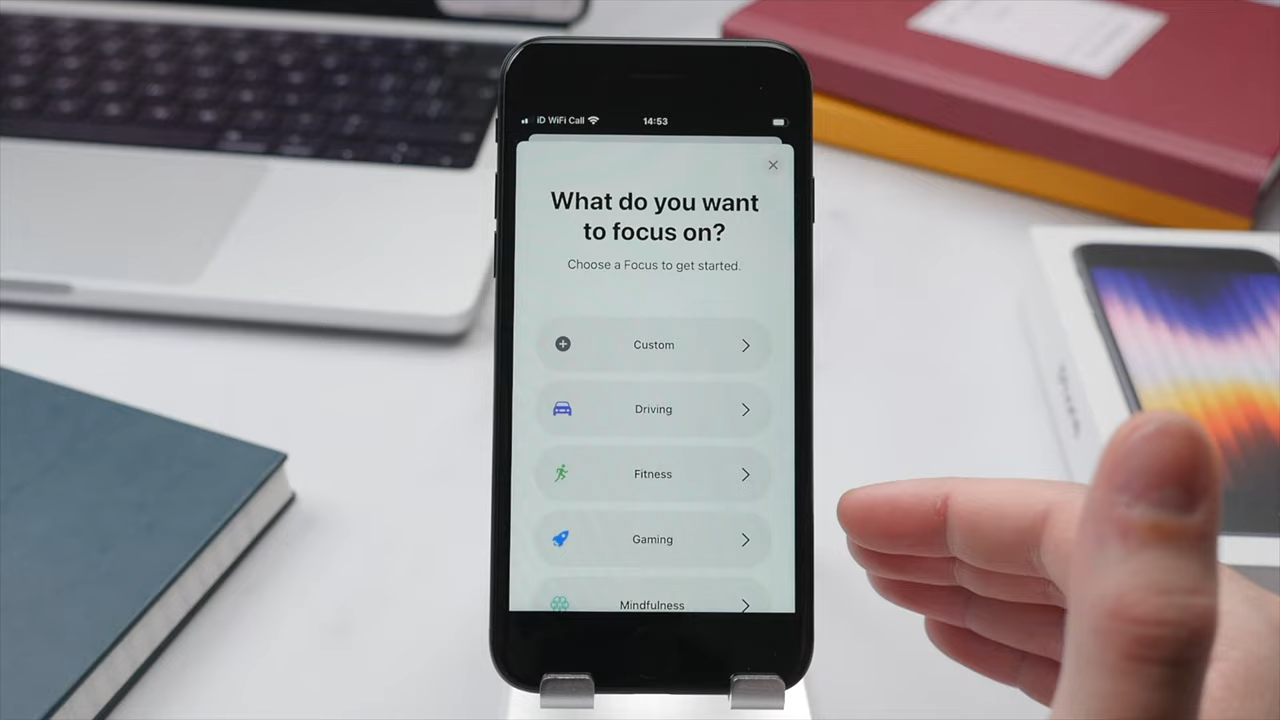 iD WiFi Call
14:53
What do you want
to focus on?
Choose a Focus to get started.
Custom
Driving
Fitness
Gaming
Mindfulness